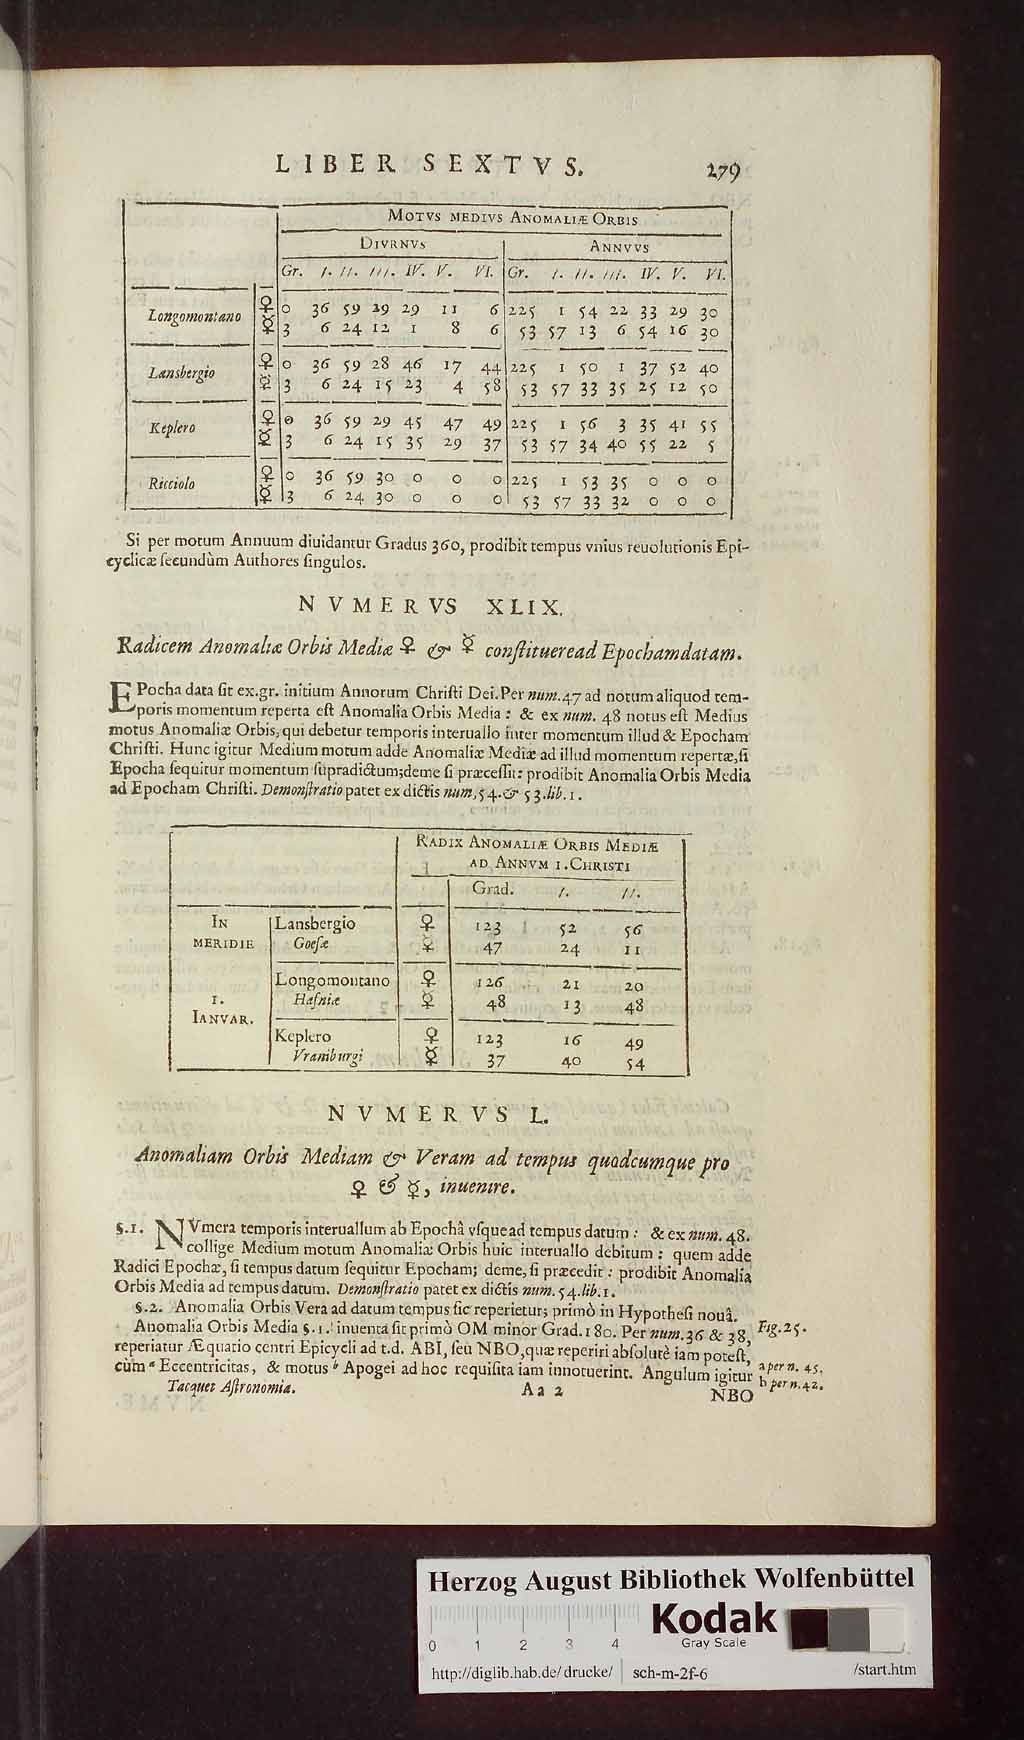 LIBER SEXTVS. 279
MOTVS MEDIVS ANOMALIÆ ORBIS
DIVRNVS ANNVVS
Gr. I. II. III. IV. V. VI. Gr. I. II. III. IV. V. VI.
Longomontano ♀ 0 36 59 29 29 11 6 225 1 54 22 33 29 30
☿ 3 6 24 12 1 8 6 53 57 13 6 54 16 30
Lansbergio ♀ 0 36 59 28 46 17 44 225 1 50 1 37 52 40
☿ 3 6 24 15 23 4 58 53 57 33 35 25 12 50
Keplero ♀ 0 36 59 29 45 47 49 225 1 56 3 35 41 55
☿ 3 6 24 15 35 29 37 53 57 34 40 55 22 5
Ricciolo ♀ 0 36 59 30 0 0 0 225 1 53 35 0 0 0
☿ 3 6 24 30 0 0 0 53 57 33 32 0 0 0
Si per motum Annuum diuidantur Gradus 360, prodibit tempus vnius reuolutionis Epi-
cyclicæ ſecundùm Authores ſingulos.
NVMERVS XLIX.
Radicem Anomaliæ Orbis Mediæ ♀ & ☿ conſtituere ad Epocham datam.
EPocha data ſit ex.gr. initium Annorum Chriſti Dei. Per num. 47 ad notum aliquod tem-
poris momentum reperta eſt Anomalia Orbis Media : & ex num. 48 notus eſt Medius
motus Anomaliæ Orbis, qui debetur temporis interuallo inter momentum illud & Epocham
Chriſti. Hunc igitur Medium motum adde Anomaliæ Mediæ ad illud momentum repertæ, ſi
Epocha ſequitur momentum ſupradictum; deme ſi præceſſit: prodibit Anomalia Orbis Media
ad Epocham Chriſti. Demonſtratio patet ex dictis num. 54. & 53. lib. 1.
RADIX ANOMALIÆ ORBIS MEDIÆ
AD ANNVM 1. CHRISTI
Grad. I. II.
IN Lansbergio ♀ 123 52 56
MERIDIE Goeſæ ☿ 47 24 11
Longomontano ♀ 126 21 20
1. Hafniæ ☿ 48 13 48
IANVAR.
Keplero ♀ 123 16 49
Vraniburgi ☿ 37 40 54
NVMERVS L.
Anomaliam Orbis Mediam & Veram ad tempus quodcumque pro
♀ & ☿, inuenire.
§.1. NVmera temporis interuallum ab Epochâ vſque ad tempus datum : & ex num. 48.
collige Medium motum Anomaliæ Orbis huic interuallo debitum : quem adde
Radici Epochæ, ſi tempus datum ſequitur Epocham; deme, ſi præcedit : prodibit Anomalia
Orbis Media ad tempus datum. Demonſtratio patet ex dictis num. 54. lib. 1.
§.2. Anomalia Orbis Vera ad datum tempus ſic reperietur; primò in Hypotheſi nouâ.
Anomalia Orbis Media §.1. inuenta ſit primò OM minor Grad. 180. Per num. 36 & 38, Fig. 25.
reperiatur Æquatio centri Epicycli ad t.d. ABI, ſeu NBO, quæ reperiri abſolutè iam poteſt,
cùm a Eccentricitas, & motus b Apogei ad hoc requiſita iam innotuerint. Angulum igitur a per n. 45.
b per n. 42.
Tacquet Aſtronomia. Aa 2 NBO
Herzog August Bibliothek Wolfenbüttel
Kodak
Gray Scale
0 1 2 3 4
http://diglib.hab.de/drucke/ sch-m-2f-6 /start.htm